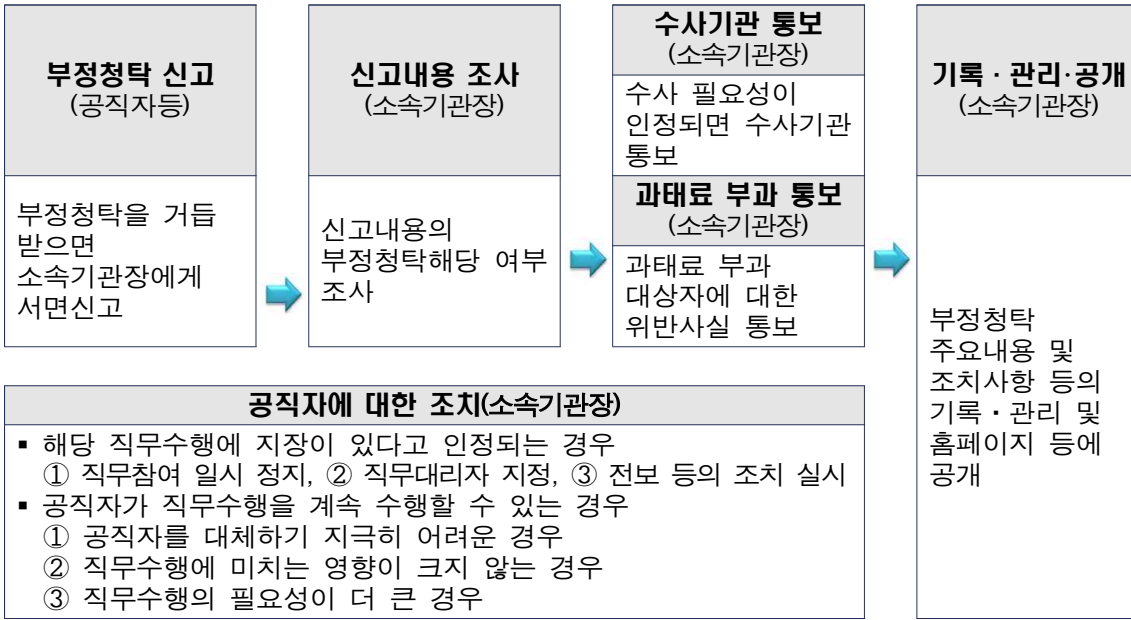 부정청탁 신고
(공직자등)
부정청탁을 거듭
받으면
소속기관장에게
서면신고
신고내용 조사
(소속기관장)
신고내용의
부정청탁해당 여부
조사
수사기관 통보
(소속기관장)
수사 필요성이
인정되면 수사기관
통보
과태료 부과 통보
(소속기관장)
과태료 부과
대상자에 대한
위반사실 통보
기록·관리·공개
(소속기관장)
부정청탁
주요내용 및
조치사항 등의
기록·관리 및
홈페이지 등에
공개
공직자에 대한 조치(소속기관장)
▪ 해당 직무수행에 지장이 있다고 인정되는 경우
① 직무참여 일시 정지, ② 직무대리자 지정, ③ 전보 등의 조치 실시
▪ 공직자가 직무수행을 계속 수행할 수 있는 경우
① 공직자를 대체하기 지극히 어려운 경우
② 직무수행에 미치는 영향이 크지 않는 경우
③ 직무수행의 필요성이 더 큰 경우